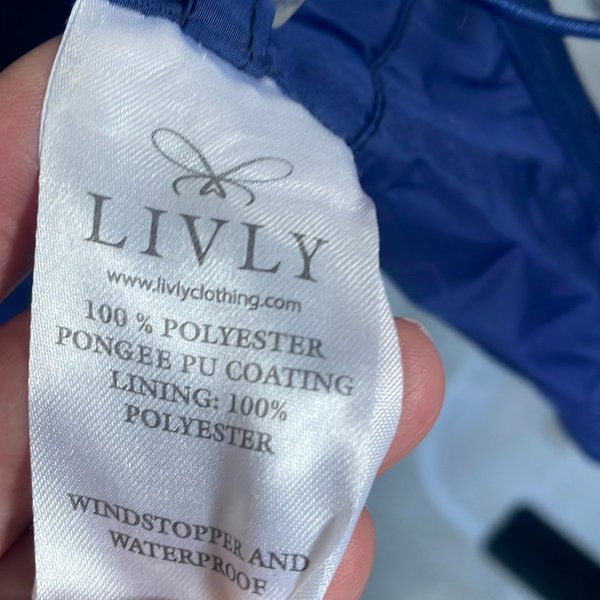 LIVLY
www.livlyclothing.com
100 % POLYESTER
PONGEE PU COATING
LINING: 100%
POLYESTER
WINDSTOPPER AND
WATERPROOF